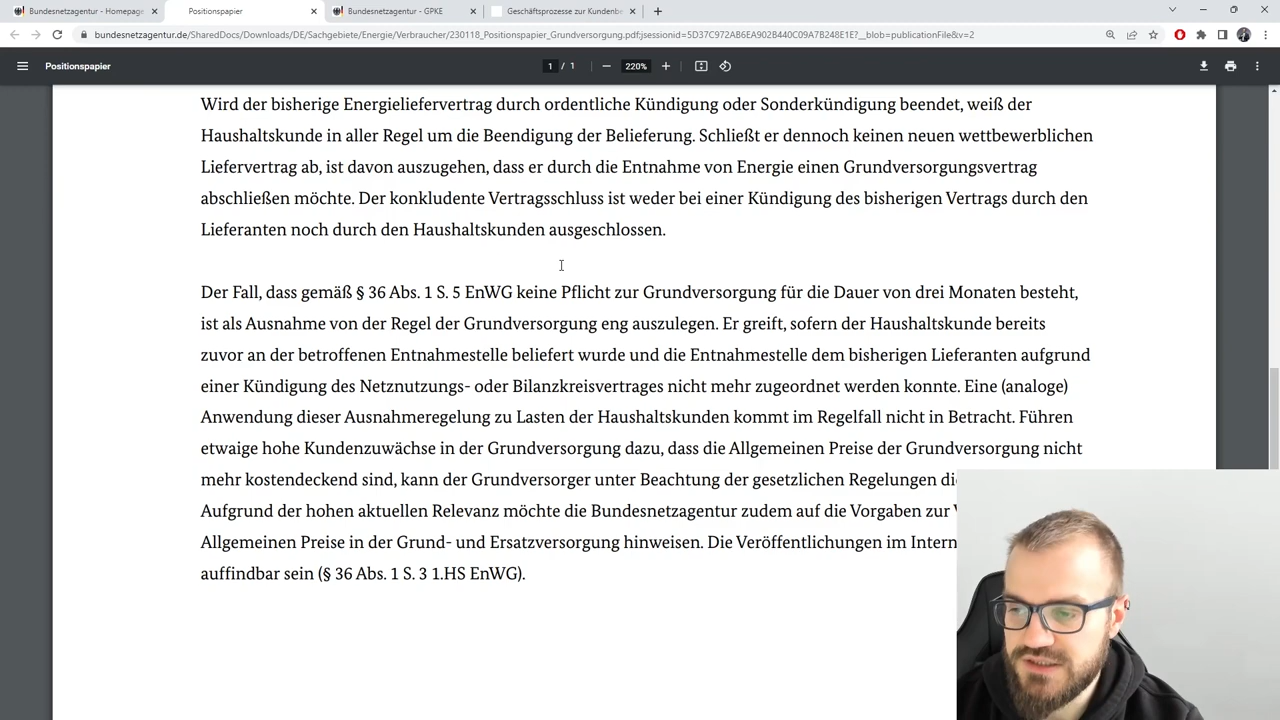 Bundesnetzagentur - Homepage
Positionspapier
Bundesnetzagentur - GPKE
Geschäftsprozesse zur Kundenbe
bundesnetzagentur.de/SharedDocs/Downloads/DE/Sachgebiete/Energie/Verbraucher/230118_Positionspapier_Grundversorgung.pdf;jsessionid=5D37C972AB6EA902B440C09A7B248E1E?__blob=publicationFile&v=2
Positionspapier
1 / 1
220%
Wird der bisherige Energieliefervertrag durch ordentliche Kündigung oder Sonderkündigung beendet, weiß der
Haushaltskunde in aller Regel um die Beendigung der Belieferung. Schließt er dennoch keinen neuen wettbewerblichen
Liefervertrag ab, ist davon auszugehen, dass er durch die Entnahme von Energie einen Grundversorgungsvertrag
abschließen möchte. Der konkludente Vertragsschluss ist weder bei einer Kündigung des bisherigen Vertrags durch den
Lieferanten noch durch den Haushaltskunden ausgeschlossen.
Der Fall, dass gemäß § 36 Abs. 1 S. 5 EnWG keine Pflicht zur Grundversorgung für die Dauer von drei Monaten besteht,
ist als Ausnahme von der Regel der Grundversorgung eng auszulegen. Er greift, sofern der Haushaltskunde bereits
zuvor an der betroffenen Entnahmestelle beliefert wurde und die Entnahmestelle dem bisherigen Lieferanten aufgrund
einer Kündigung des Netznutzungs- oder Bilanzkreisvertrages nicht mehr zugeordnet werden konnte. Eine (analoge)
Anwendung dieser Ausnahmeregelung zu Lasten der Haushaltskunden kommt im Regelfall nicht in Betracht. Führen
etwaige hohe Kundenzuwächse in der Grundversorgung dazu, dass die Allgemeinen Preise der Grundversorgung nicht
mehr kostendeckend sind, kann der Grundversorger unter Beachtung der gesetzlichen Regelungen
Aufgrund der hohen aktuellen Relevanz möchte die Bundesnetzagentur zudem auf die Vorgaben zur
Allgemeinen Preise in der Grund- und Ersatzversorgung hinweisen. Die Veröffentlichungen im
auffindbar sein (§ 36 Abs. 1 S. 3 1.HS EnWG).